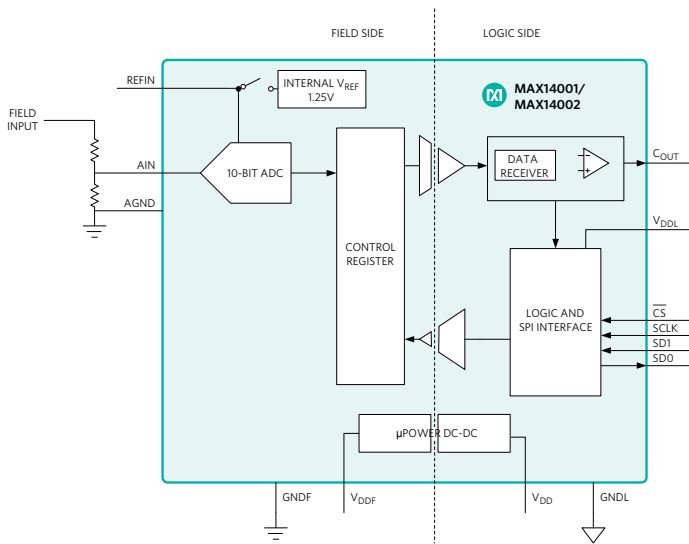 FIELD SIDE
LOGIC SIDE
REFIN
INTERNAL VREF
1.25V
MAX14001/
MAX14002
FIELD
INPUT
AIN
10-BIT ADC
DATA
RECEIVER
COUT
AGND
VDDL
CONTROL
REGISTER
LOGIC AND
SPI INTERFACE
CS
SCLK
SD1
SD0
µPOWER DC-DC
GNDF
VDDF
VDD
GNDL